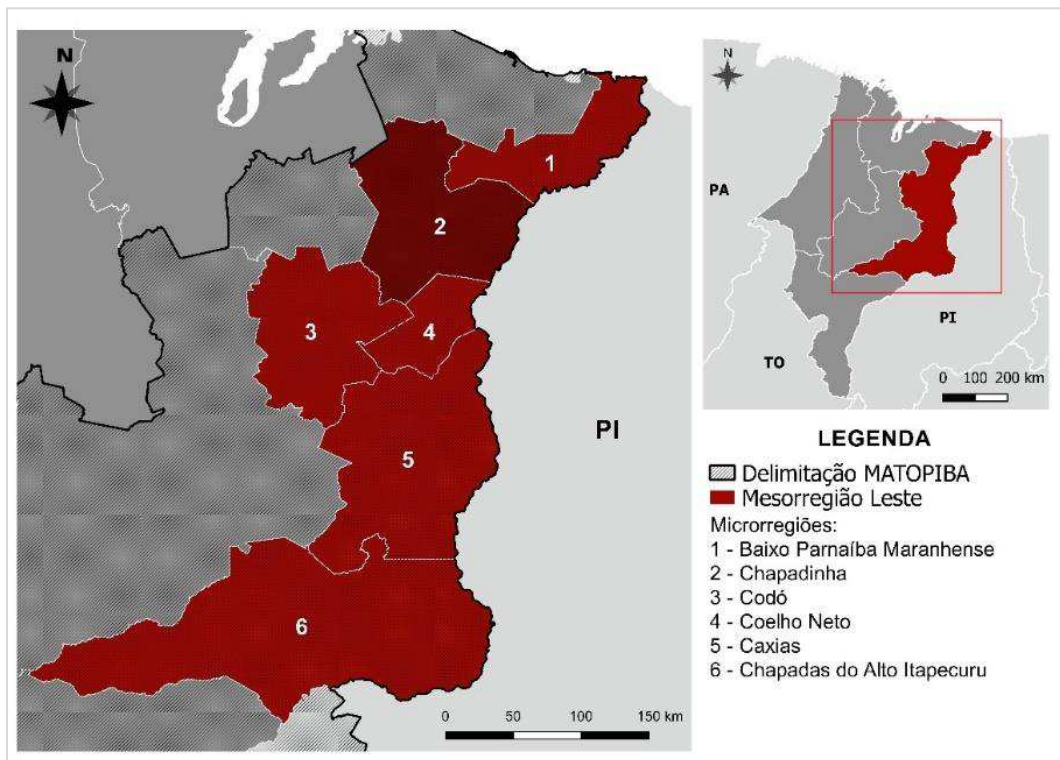 N
1
2
3
4
5
6
PI
0 50 100 150 km
N
PA
TO
PI
0 100 200 km
LEGENDA
Delimitação MATOPIBA
Mesorregião Leste
Microrregiões:
1 - Baixo Parnaíba Maranhense
2 - Chapadinha
3 - Codó
4 - Coelho Neto
5 - Caxias
6 - Chapadas do Alto Itapecuru